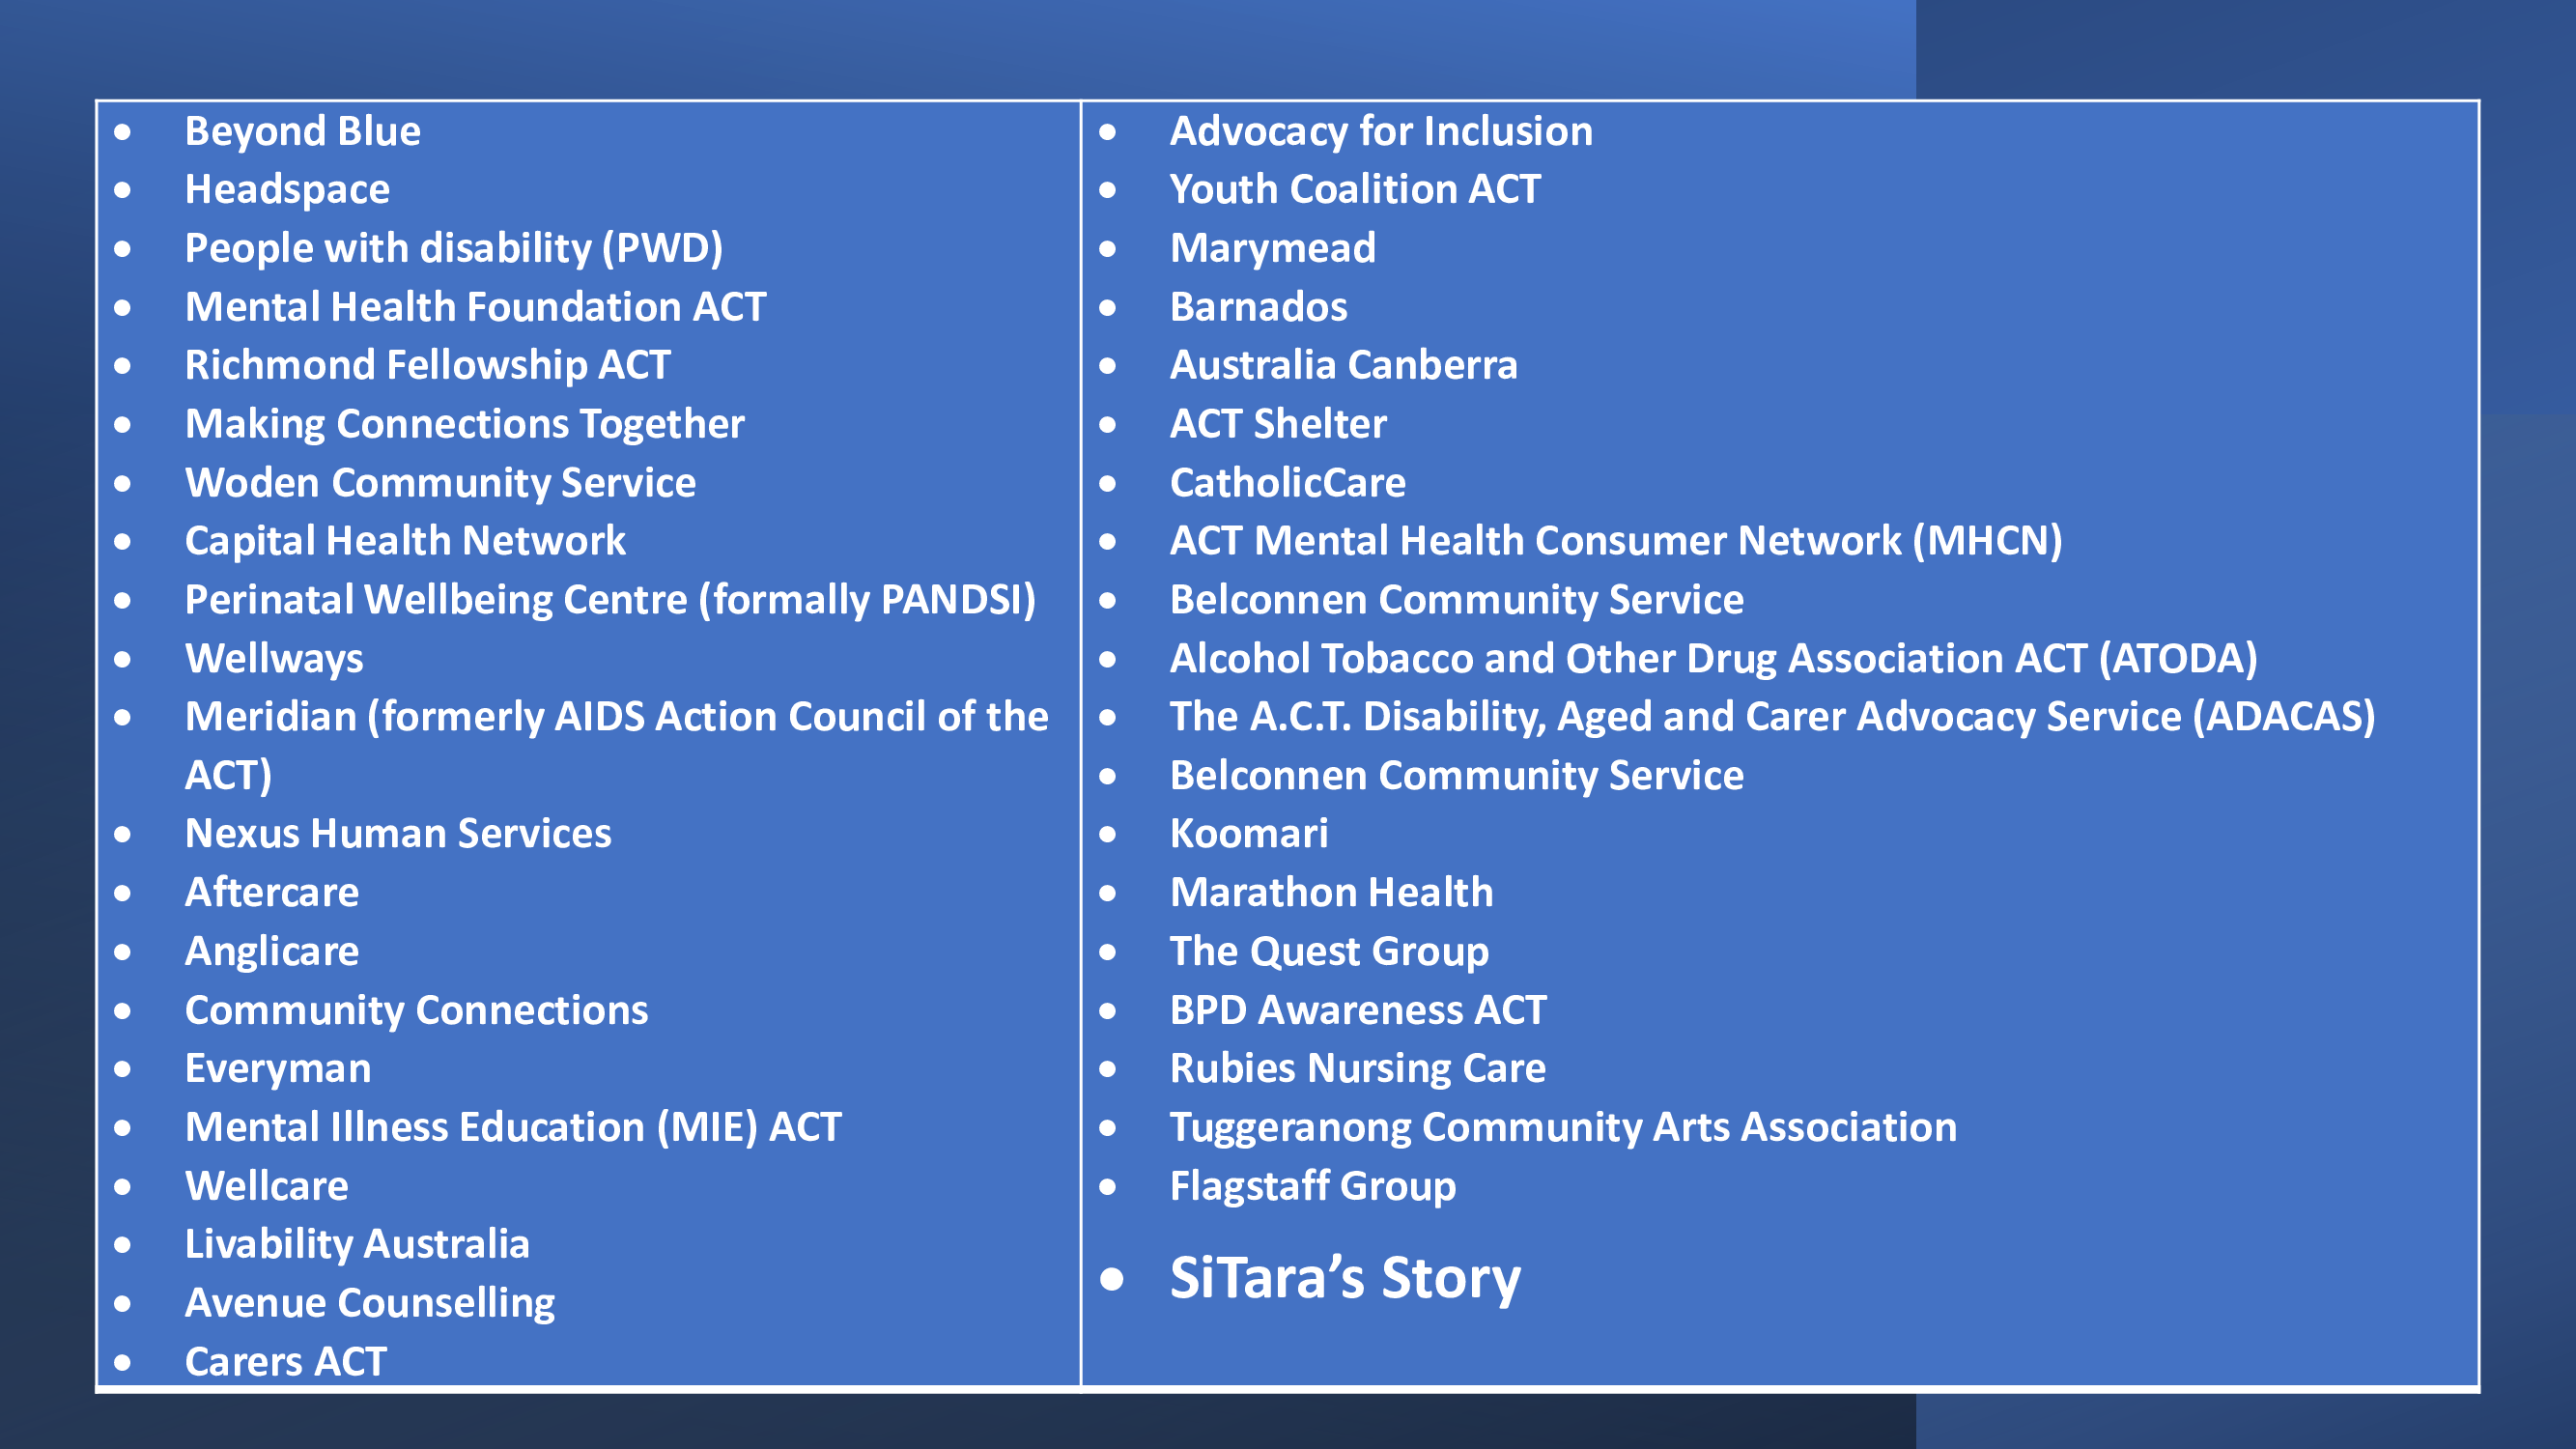 • Beyond Blue
• Headspace
• People with disability (PWD)
• Mental Health Foundation ACT
• Richmond Fellowship ACT
• Making Connections Together
• Woden Community Service
• Capital Health Network
• Perinatal Wellbeing Centre (formally PANDSI)
• Wellways
• Meridian (formerly AIDS Action Council of the
ACT)
• Nexus Human Services
• Aftercare
• Anglicare
• Community Connections
• Everyman
• Mental Illness Education (MIE) ACT
• Wellcare
• Livability Australia
• Avenue Counselling
• Carers ACT
• Advocacy for Inclusion
• Youth Coalition ACT
• Marymead
• Barnados
• Australia Canberra
• ACT Shelter
• CatholicCare
• ACT Mental Health Consumer Network (MHCN)
• Belconnen Community Service
• Alcohol Tobacco and Other Drug Association ACT (ATODA)
• The A.C.T. Disability, Aged and Carer Advocacy Service (ADACAS)
• Belconnen Community Service
• Koomari
• Marathon Health
• The Quest Group
• BPD Awareness ACT
• Rubies Nursing Care
• Tuggeranong Community Arts Association
• Flagstaff Group
• SiTara’s Story